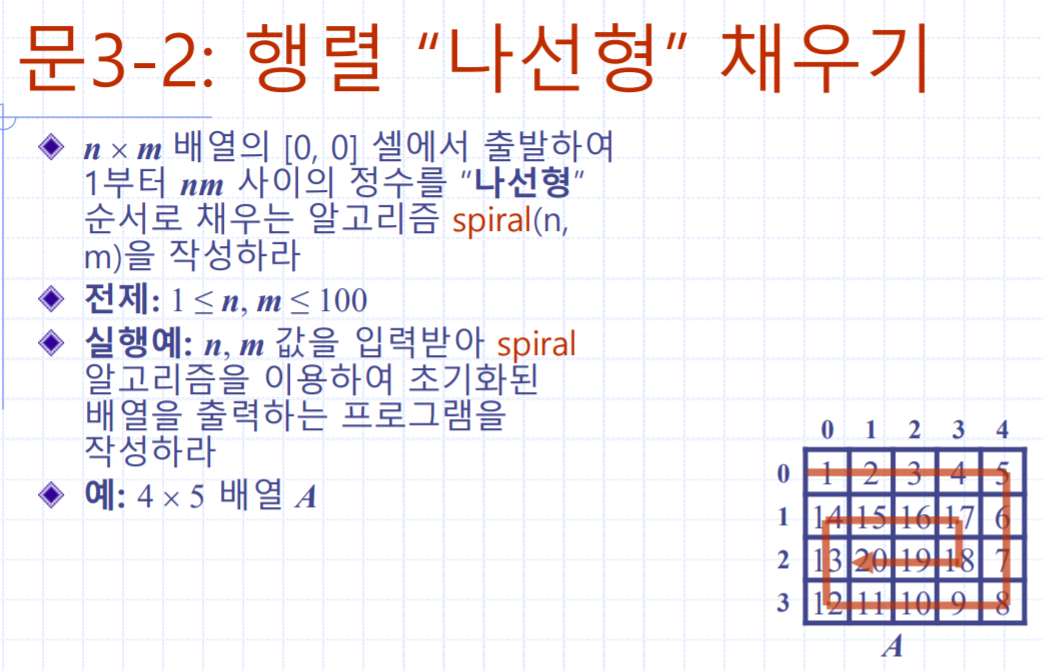 문3-2: 행렬 “나선형” 채우기
n × m 배열의 [0, 0] 셀에서 출발하여
1부터 nm 사이의 정수를 “나선형”
순서로 채우는 알고리즘 spiral(n,
m)을 작성하라
전제: 1 ≤ n, m ≤ 100
실행예: n, m 값을 입력받아 spiral
알고리즘을 이용하여 초기화된
배열을 출력하는 프로그램을
작성하라
예: 4 × 5 배열 A
0 1 2 3 4
0 1 2 3 4 5
1 14 15 16 17 6
2 13 20 19 18 7
3 12 11 10 9 8
A